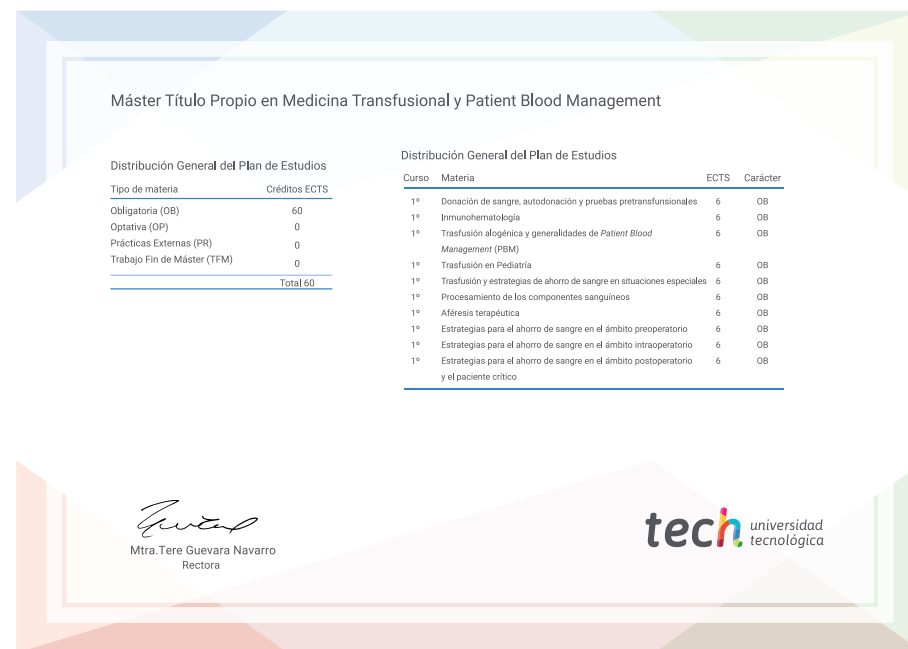 Máster Título Propio en Medicina Transfusional y Patient Blood Management
Distribución General del Plan de Estudios
Tipo de materia Créditos ECTS
Obligatoria (OB) 60
Optativa (OP) 0
Prácticas Externas (PR) 0
Trabajo Fin de Máster (TFM) 0
Total 60
Distribución General del Plan de Estudios
Curso Materia ECTS Carácter
1º Donación de sangre, autodonación y pruebas pretransfunsionales 6 OB
1º Inmunohematología 6 OB
1º Trasfusión alogénica y generalidades de Patient Blood 6 OB
Management (PBM)
1º Trasfusión en Pediatría 6 OB
1º Trasfusión y estrategias de ahorro de sangre en situaciones especiales 6 OB
1º Procesamiento de los componentes sanguíneos 6 OB
1º Aféresis terapéutica 6 OB
1º Estrategias para el ahorro de sangre en el ámbito preoperatorio 6 OB
1º Estrategias para el ahorro de sangre en el ámbito intraoperatorio 6 OB
1º Estrategias para el ahorro de sangre en el ámbito postoperatorio 6 OB
y el paciente crítico
Mtra.Tere Guevara Navarro
Rectora
tech universidad
tecnológica